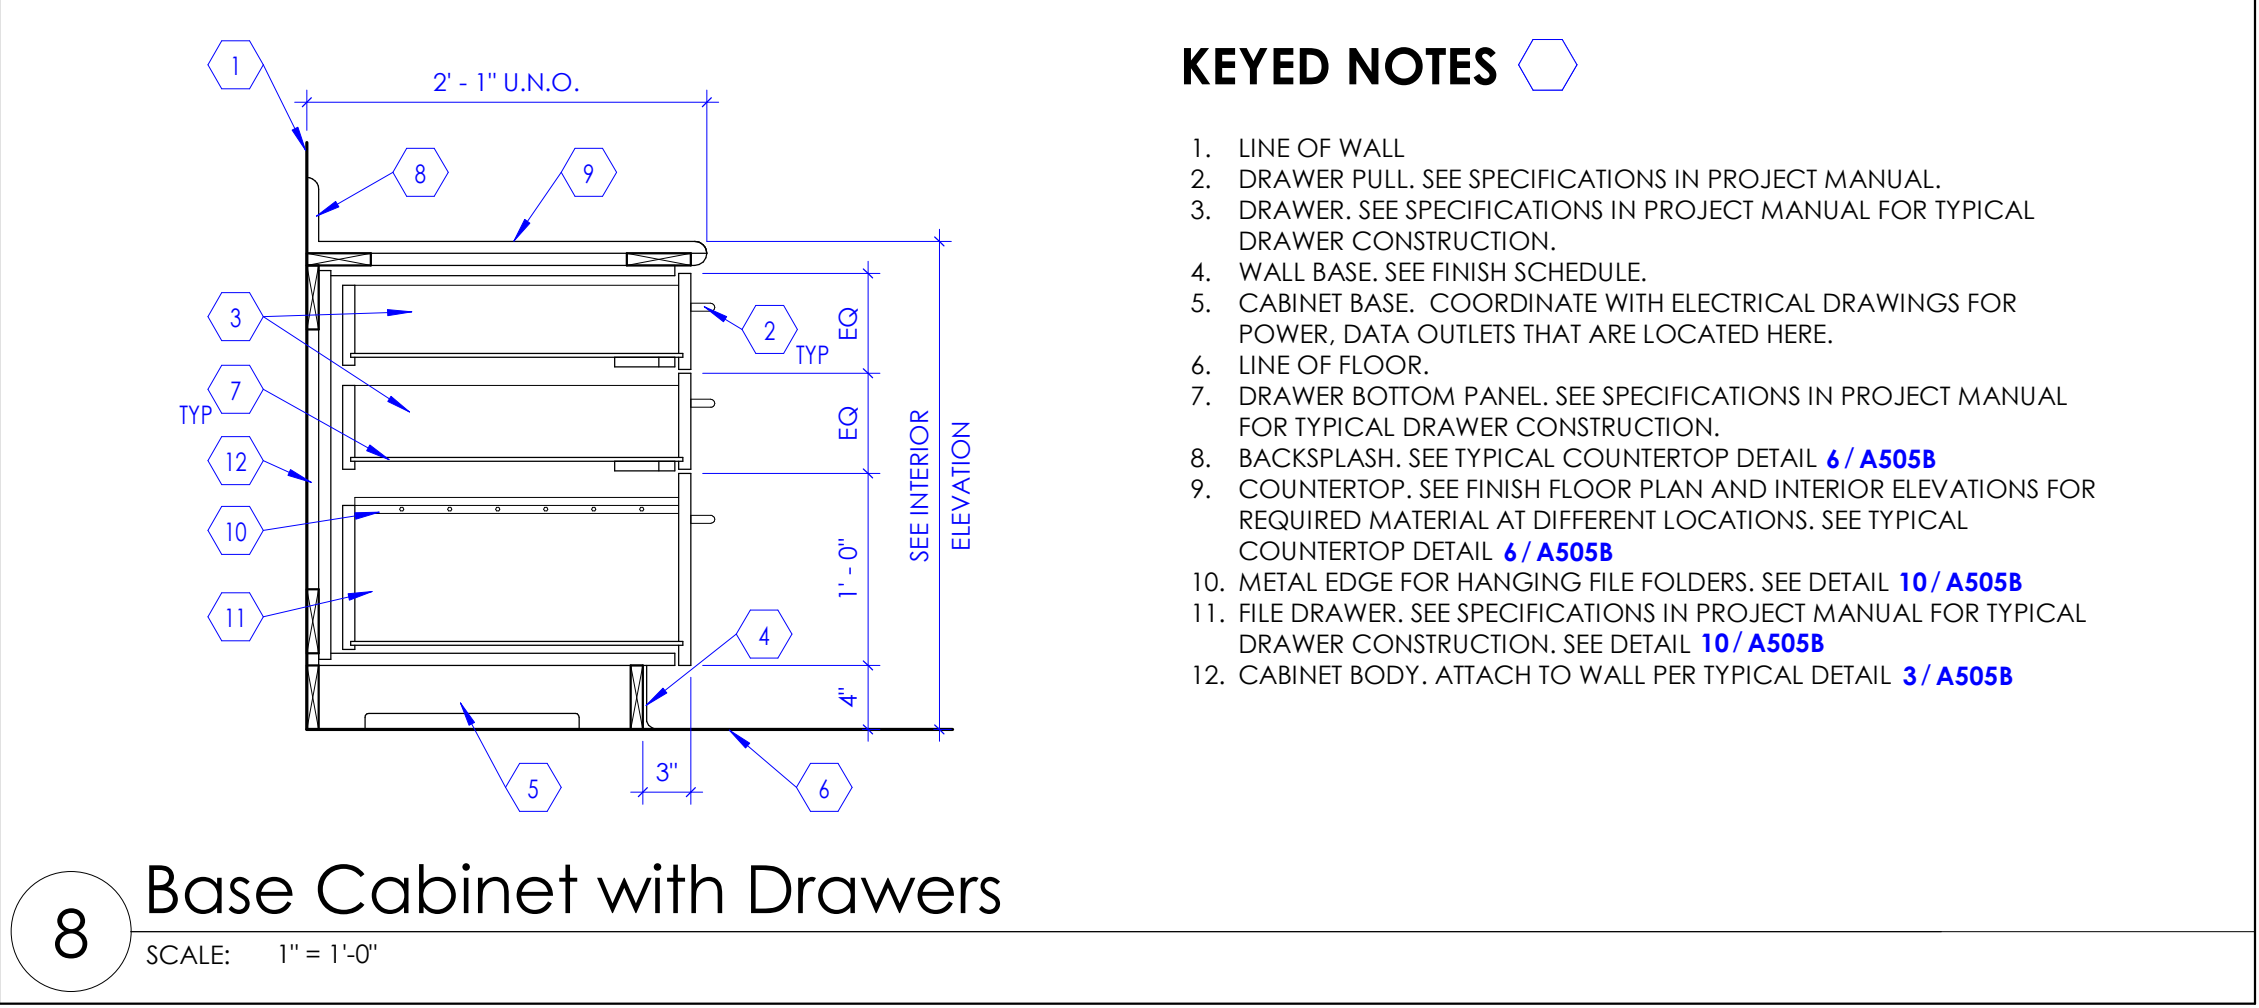 1
2' - 1" U.N.O.
8
9
3
2
TYP
EQ
7
TYP
EQ
12
SEE INTERIOR
ELEVATION
10
1' - 0"
11
4
4"
3"
5
6
KEYED NOTES
1. LINE OF WALL
2. DRAWER PULL. SEE SPECIFICATIONS IN PROJECT MANUAL.
3. DRAWER. SEE SPECIFICATIONS IN PROJECT MANUAL FOR TYPICAL
DRAWER CONSTRUCTION.
4. WALL BASE. SEE FINISH SCHEDULE.
5. CABINET BASE.  COORDINATE WITH ELECTRICAL DRAWINGS FOR
POWER, DATA OUTLETS THAT ARE LOCATED HERE.
6. LINE OF FLOOR.
7. DRAWER BOTTOM PANEL. SEE SPECIFICATIONS IN PROJECT MANUAL
FOR TYPICAL DRAWER CONSTRUCTION.
8. BACKSPLASH. SEE TYPICAL COUNTERTOP DETAIL 6 / A505B
9. COUNTERTOP. SEE FINISH FLOOR PLAN AND INTERIOR ELEVATIONS FOR
REQUIRED MATERIAL AT DIFFERENT LOCATIONS. SEE TYPICAL
COUNTERTOP DETAIL 6 / A505B
10. METAL EDGE FOR HANGING FILE FOLDERS. SEE DETAIL 10 / A505B
11. FILE DRAWER. SEE SPECIFICATIONS IN PROJECT MANUAL FOR TYPICAL
DRAWER CONSTRUCTION. SEE DETAIL 10 / A505B
12. CABINET BODY. ATTACH TO WALL PER TYPICAL DETAIL 3 / A505B
8
Base Cabinet with Drawers
SCALE: 1" = 1'-0"